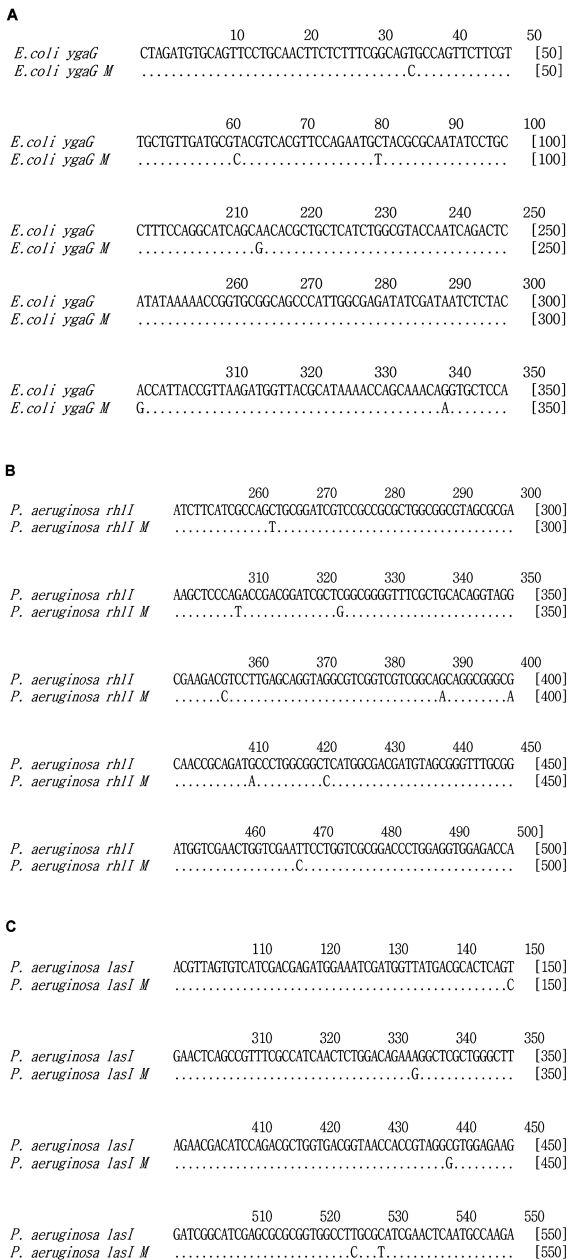 A
10 20 30 40 50
E.coli ygaG CTAGATGTGCAGTTCCTGCAACTTCTCTTTCGGCAGTGCCAGTTCTTCGT [50]
E.coli ygaG M ....................................C............. [50]
60 70 80 90 100
E.coli ygaG TGCTGTTGATGCGTACGTCACGTTCCAGAATGCTACGCGCAATATCCTGC [100]
E.coli ygaG M .............C..................T................. [100]
210 220 230 240 250
E.coli ygaG CTTTCCAGGCATCAGCAACACGCTGCTCATCTGGCGTACCAATCAGACTC [250]
E.coli ygaG M ................G................................. [250]
260 270 280 290 300
E.coli ygaG ATATAAAAACCGGTGCGGCAGCCCATTGGCGAGATATCGATAATCTCTAC [300]
E.coli ygaG M .................................................. [300]
310 320 330 340 350
E.coli ygaG ACCATTACCGTTAAGATGGTTACGCATAAAACCAGCAAACAGGTGCTCCA [350]
E.coli ygaG M G........................................A........ [350]
B
260 270 280 290 300
P. aeruginosa rhlI ATCTTCATCGCCAGCTGCGGATCGTCCGCCGCGCTGGCGGCGTAGCGCGA [300]
P. aeruginosa rhlI M ..............T................................... [300]
310 320 330 340 350
P. aeruginosa rhlI AAGCTCCCAGACCGACGGATCGCTCGGCGGGGTTTCGCTGCACAGGTAGG [350]
P. aeruginosa rhlI M .........T..............G......................... [350]
360 370 380 390 400
P. aeruginosa rhlI CGAAGACGTCCTTGAGCAGGTAGGCGTCGGTCGTCGGCAGCAGGCGGGCG [400]
P. aeruginosa rhlI M .......C...............................A.........A [400]
410 420 430 440 450
P. aeruginosa rhlI CAACCGCAGATGCCCTGGCGGCTCATGGCGACGATGTAGCGGGTTTGCGG [450]
P. aeruginosa rhlI M ...........A..........C........................... [450]
460 470 480 490 500]
P. aeruginosa rhlI ATGGTCGAACTGGTCGAATTCCTGGTCGCGGACCCTGGAGGTGGAGACCA [500]
P. aeruginosa rhlI M ..................C............................... [500]
C
110 120 130 140 150
P. aeruginosa lasI ACGTTAGTGTCATCGACGAGATGGAAATCGATGGTTATGACGCACTCAGT [150]
P. aeruginosa lasI M .................................................C [150]
310 320 330 340 350
P. aeruginosa lasI GAACTCAGCCGTTTCGCCATCAACTCTGGACAGAAAGGCTCGCTGGGCTT [350]
P. aeruginosa lasI M ...................................G.............. [350]
410 420 430 440 450
P. aeruginosa lasI AGAACGACATCCAGACGCTGGTGACGGTAACCACCGTAGGCGTGGAGAAG [450]
P. aeruginosa lasI M ........................................G......... [450]
510 520 530 540 550
P. aeruginosa lasI GATCGGCATCGAGCGCGCGGTGGCCTTGCGCATCGAACTCAATGCCAAGA [550]
P. aeruginosa lasI M ..........................C...T................... [550]